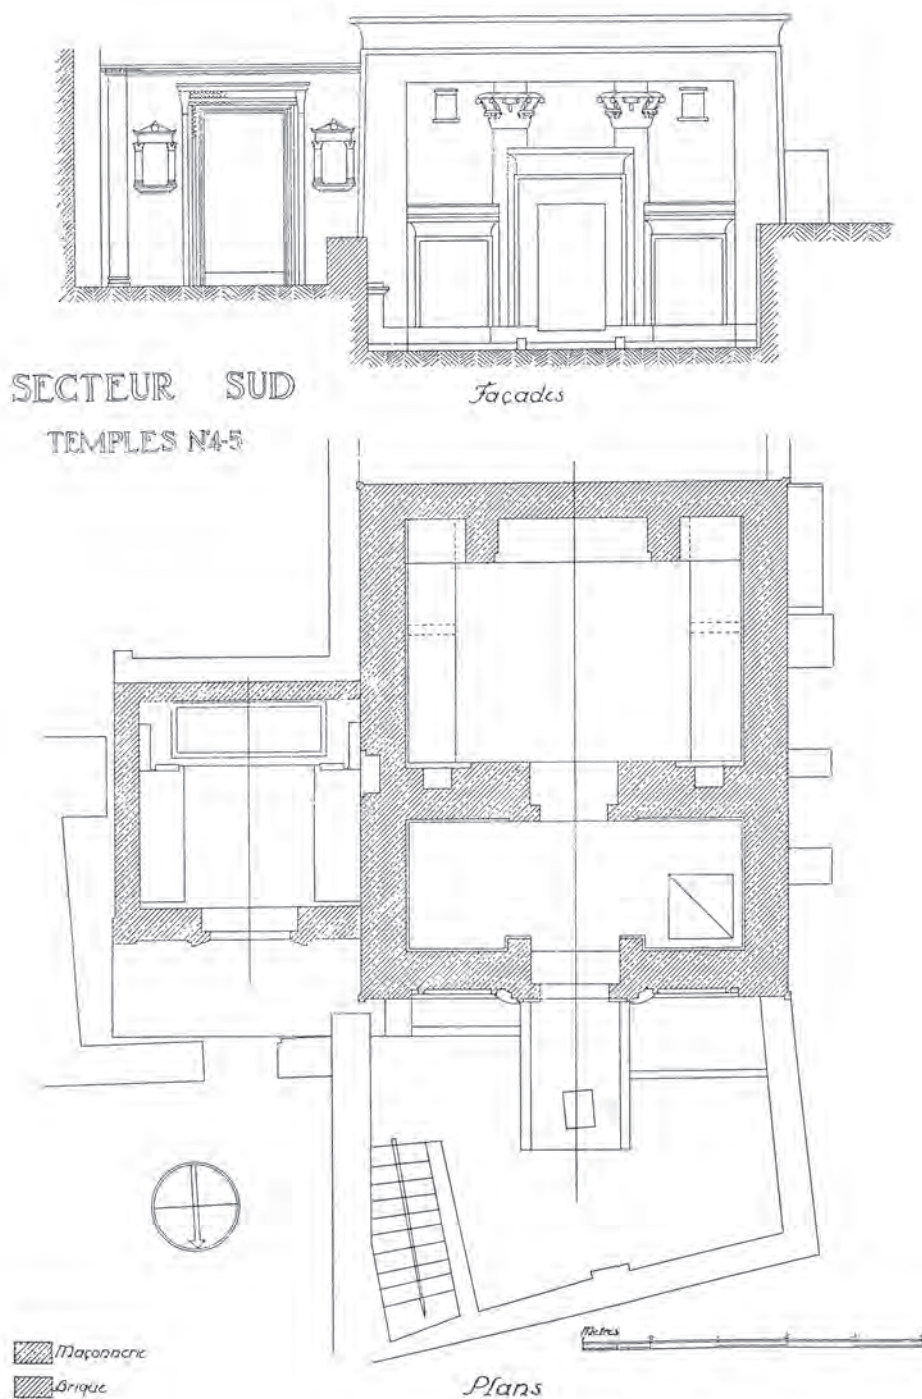 Façades
SECTEUR SUD
TEMPLES N°4-5
Maçonnerie
Brique
Plans
Mètres